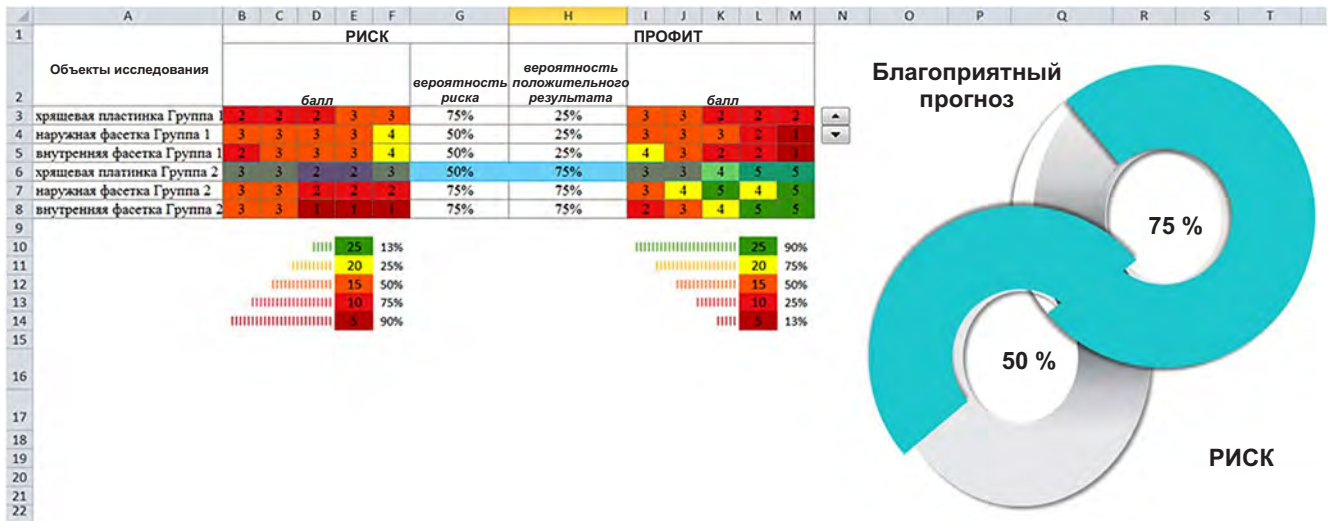 A B C D E F G H I J K L M N O P Q R S T
1 РИСК ПРОФИТ
2 Объекты исследования балл вероятность риска вероятность положительного результата балл
3 хрящевая пластинка Группа 1 2 2 2 3 3 75% 25% 3 3 2 2 2
4 наружная фасетка Группа 1 3 3 3 3 4 50% 25% 3 3 3 2 1
5 внутренняя фасетка Группа 1 2 3 3 3 4 50% 25% 4 3 2 2 1
6 хрящевая платинка Группа 2 3 3 2 2 3 50% 75% 3 3 4 5 5
7 наружная фасетка Группа 2 3 3 2 2 2 75% 75% 3 4 5 4 5
8 внутренняя фасетка Группа 2 3 3 1 1 1 75% 75% 2 3 4 5 5
9
10 25 13% 25 90%
11 20 25% 20 75%
12 15 50% 15 50%
13 10 75% 10 25%
14 5 90% 5 13%
15
16
17
18
19
20
21
22
Благоприятный
прогноз
75 %
50 %
РИСК